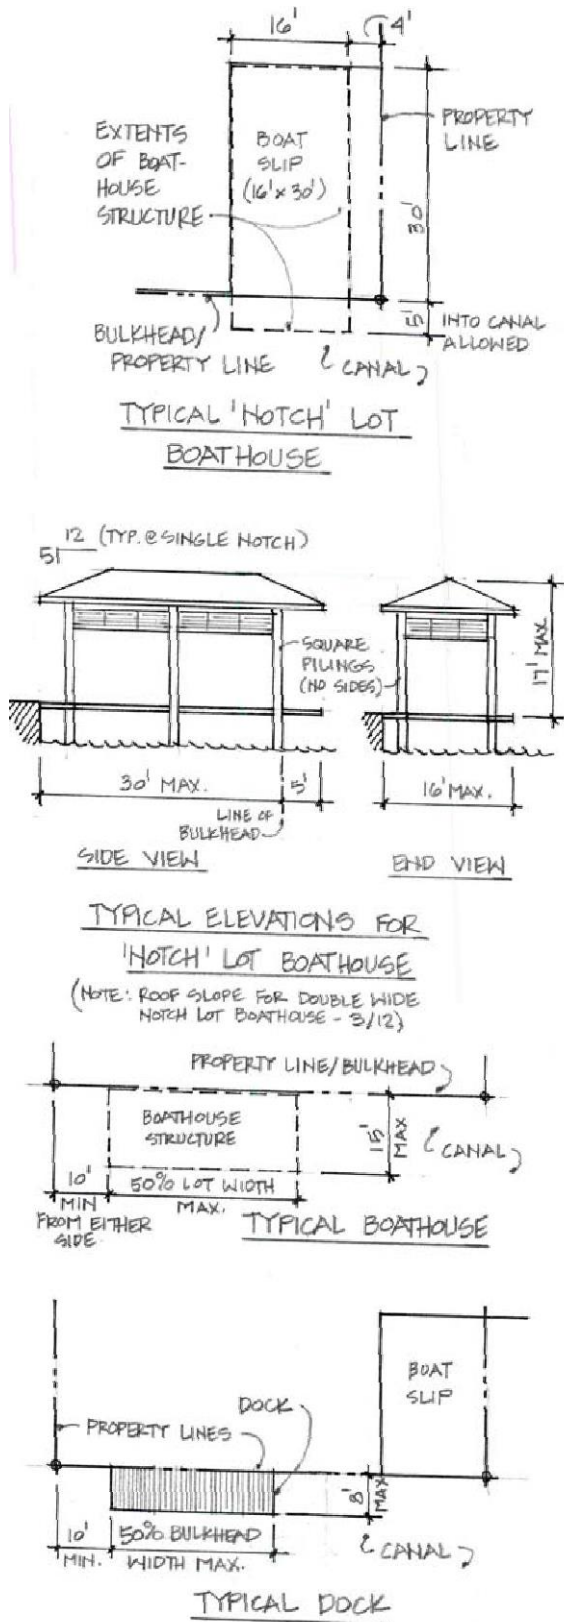 16'
4'
PROPERTY
LINE
EXTENTS
OF BOAT-
HOUSE
STRUCTURE
BOAT
SLIP
(16' x 30')
30'
5'
INTO CANAL
ALLOWED
BULKHEAD/
PROPERTY LINE
CANAL
TYPICAL 'NOTCH' LOT
BOATHOUSE
12 (TYP. @ SINGLE NOTCH)
5
SQUARE
PILINGS
(NO SIDES)
17' MAX.
30' MAX.
5'
16' MAX.
LINE OF
BULKHEAD
SIDE VIEW
END VIEW
TYPICAL ELEVATIONS FOR
'NOTCH' LOT BOATHOUSE
(NOTE: ROOF SLOPE FOR DOUBLE WIDE
NOTCH LOT BOATHOUSE - 3/12)
PROPERTY LINE/BULKHEAD
BOATHOUSE
STRUCTURE
15'
MAX
CANAL
10'
MIN
FROM EITHER
SIDE
50% LOT WIDTH
MAX.
TYPICAL BOATHOUSE
BOAT
SLIP
DOCK
PROPERTY LINES
8'
MAX
10'
MIN.
50% BULKHEAD
WIDTH MAX.
CANAL
TYPICAL DOCK